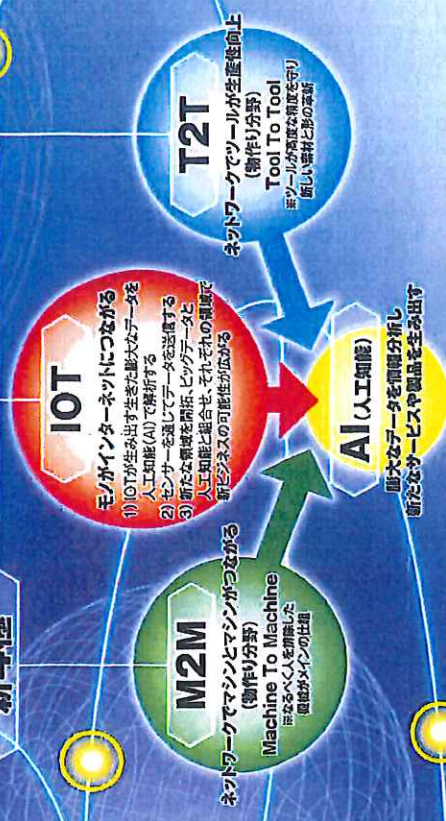 IOT
モノがインターネットにつながる
1) IOTが生み出す生きた膨大なデータを
人工知能(AI)で解析する
2) センサーを通じてデータを送信する
3) 新たな領域を開拓、ビックデータと
人工知能と組合せ、それぞれの領域で
新ビジネスの可能性が広がる
M2M
ネットワークでマシンとマシンがつながる
(物作り分野)
Machine To Machine
※なるべく人を排除した
機械がメインの仕組
T2T
ネットワークでツールが生産性向上
(物作り分野)
Tool To Tool
※ツールが高度な精度を守り
新しい素材と形の革新
AI(人工知能)
膨大なデータを情報分析し
新たなサービスや製品を生み出す